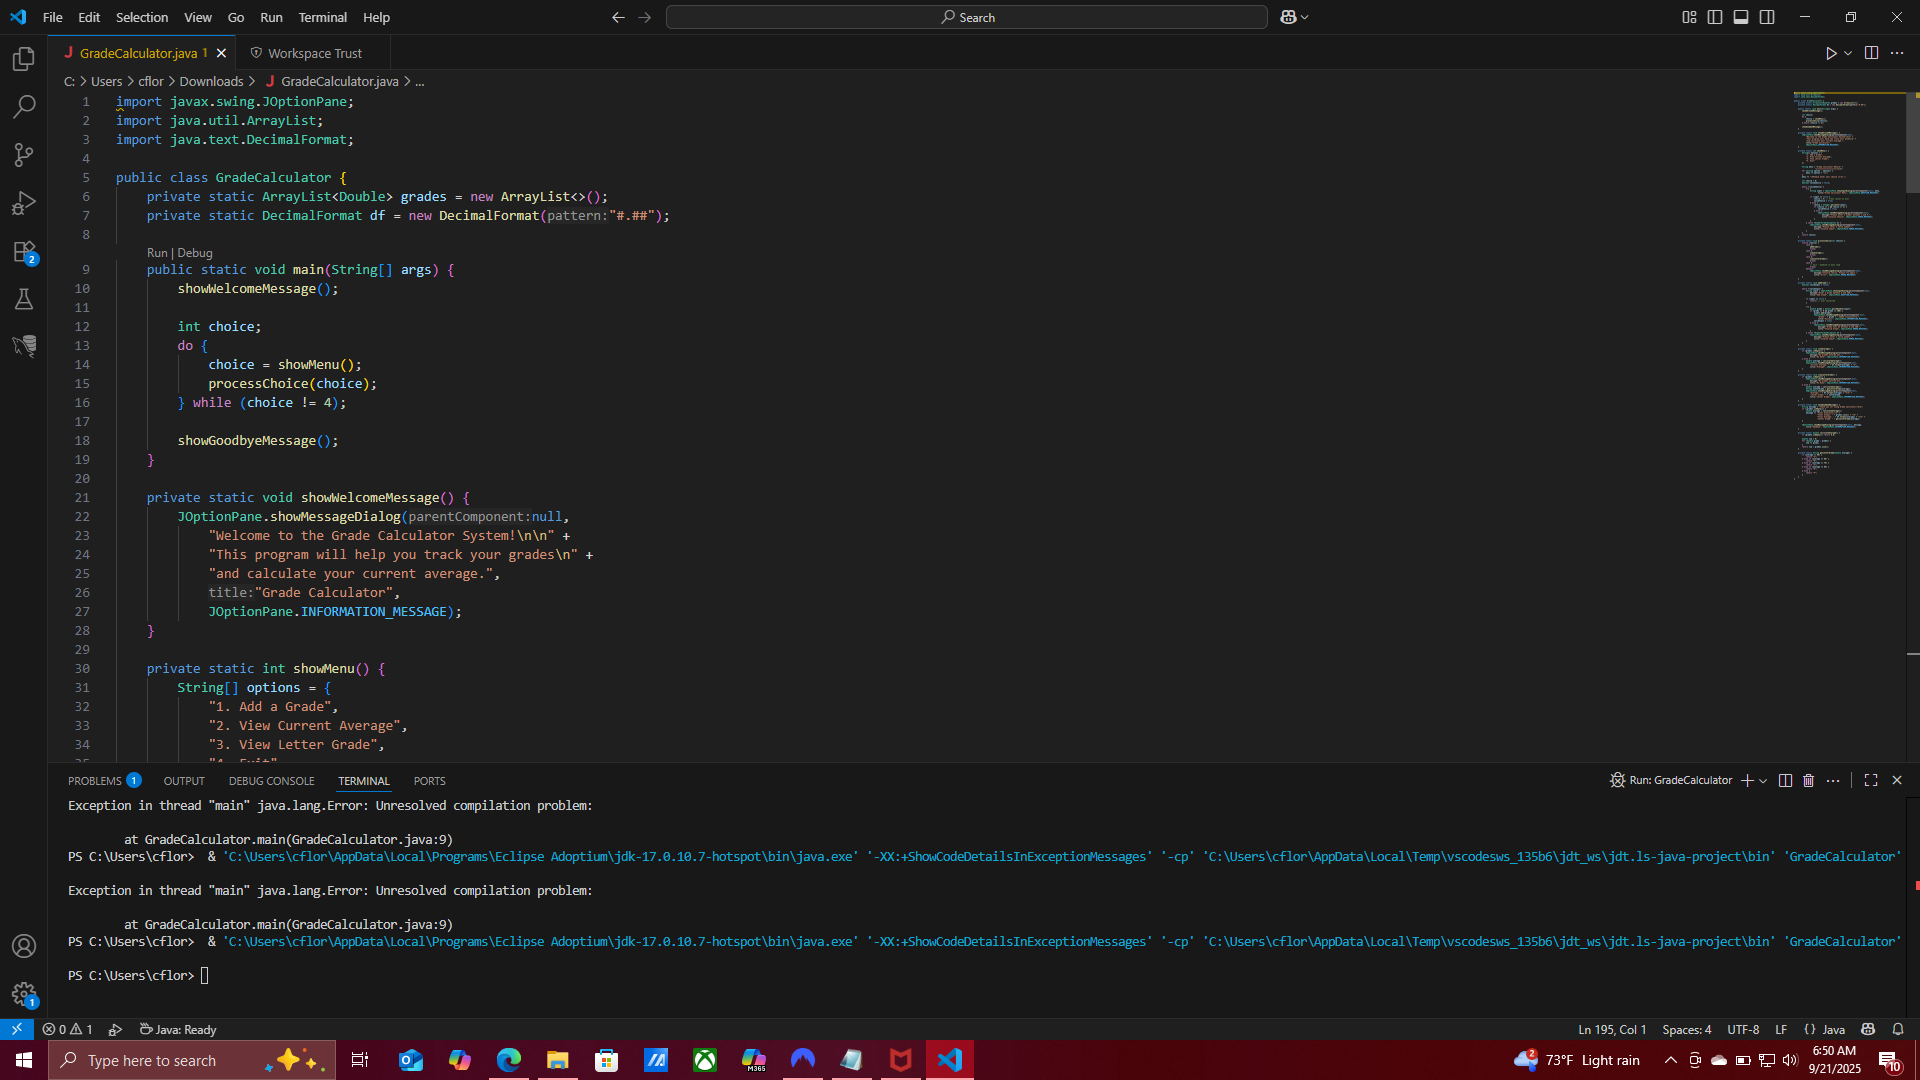 File Edit Selection View Go Run Terminal Help
Search
GradeCalculator.java 1
Workspace Trust
C: > Users > cflor > Downloads > GradeCalculator.java > ...
1 import javax.swing.JOptionPane;
2 import java.util.ArrayList;
3 import java.text.DecimalFormat;
4
5 public class GradeCalculator {
6 private static ArrayList<Double> grades = new ArrayList<>();
7 private static DecimalFormat df = new DecimalFormat(pattern:"#.##");
8
Run | Debug
9 public static void main(String[] args) {
10 showWelcomeMessage();
11
12 int choice;
13 do {
14 choice = showMenu();
15 processChoice(choice);
16 } while (choice != 4);
17
18 showGoodbyeMessage();
19 }
20
21 private static void showWelcomeMessage() {
22 JOptionPane.showMessageDialog(parentComponent:null,
23 "Welcome to the Grade Calculator System!\n\n" +
24 "This program will help you track your grades\n" +
25 "and calculate your current average.",
26 title:"Grade Calculator",
27 JOptionPane.INFORMATION_MESSAGE);
28 }
29
30 private static int showMenu() {
31 String[] options = {
32 "1. Add a Grade",
33 "2. View Current Average",
34 "3. View Letter Grade",
35 "4. Exit"
PROBLEMS 1 OUTPUT DEBUG CONSOLE TERMINAL PORTS
Run: GradeCalculator
Exception in thread "main" java.lang.Error: Unresolved compilation problem:
at GradeCalculator.main(GradeCalculator.java:9)
PS C:\Users\cflor> & 'C:\Users\cflor\AppData\Local\Programs\Eclipse Adoptium\jdk-17.0.10.7-hotspot\bin\java.exe' '-XX:+ShowCodeDetailsInExceptionMessages' '-cp' 'C:\Users\cflor\AppData\Local\Temp\vscodesws_135b6\jdt_ws\jdt.ls-java-project\bin' 'GradeCalculator'
Exception in thread "main" java.lang.Error: Unresolved compilation problem:
at GradeCalculator.main(GradeCalculator.java:9)
PS C:\Users\cflor> & 'C:\Users\cflor\AppData\Local\Programs\Eclipse Adoptium\jdk-17.0.10.7-hotspot\bin\java.exe' '-XX:+ShowCodeDetailsInExceptionMessages' '-cp' 'C:\Users\cflor\AppData\Local\Temp\vscodesws_135b6\jdt_ws\jdt.ls-java-project\bin' 'GradeCalculator'
PS C:\Users\cflor>
2
1
0 1 Java: Ready
Ln 195, Col 1 Spaces: 4 UTF-8 LF {} Java
Type here to search
M365
2
73°F Light rain
6:50 AM
9/21/2025
10